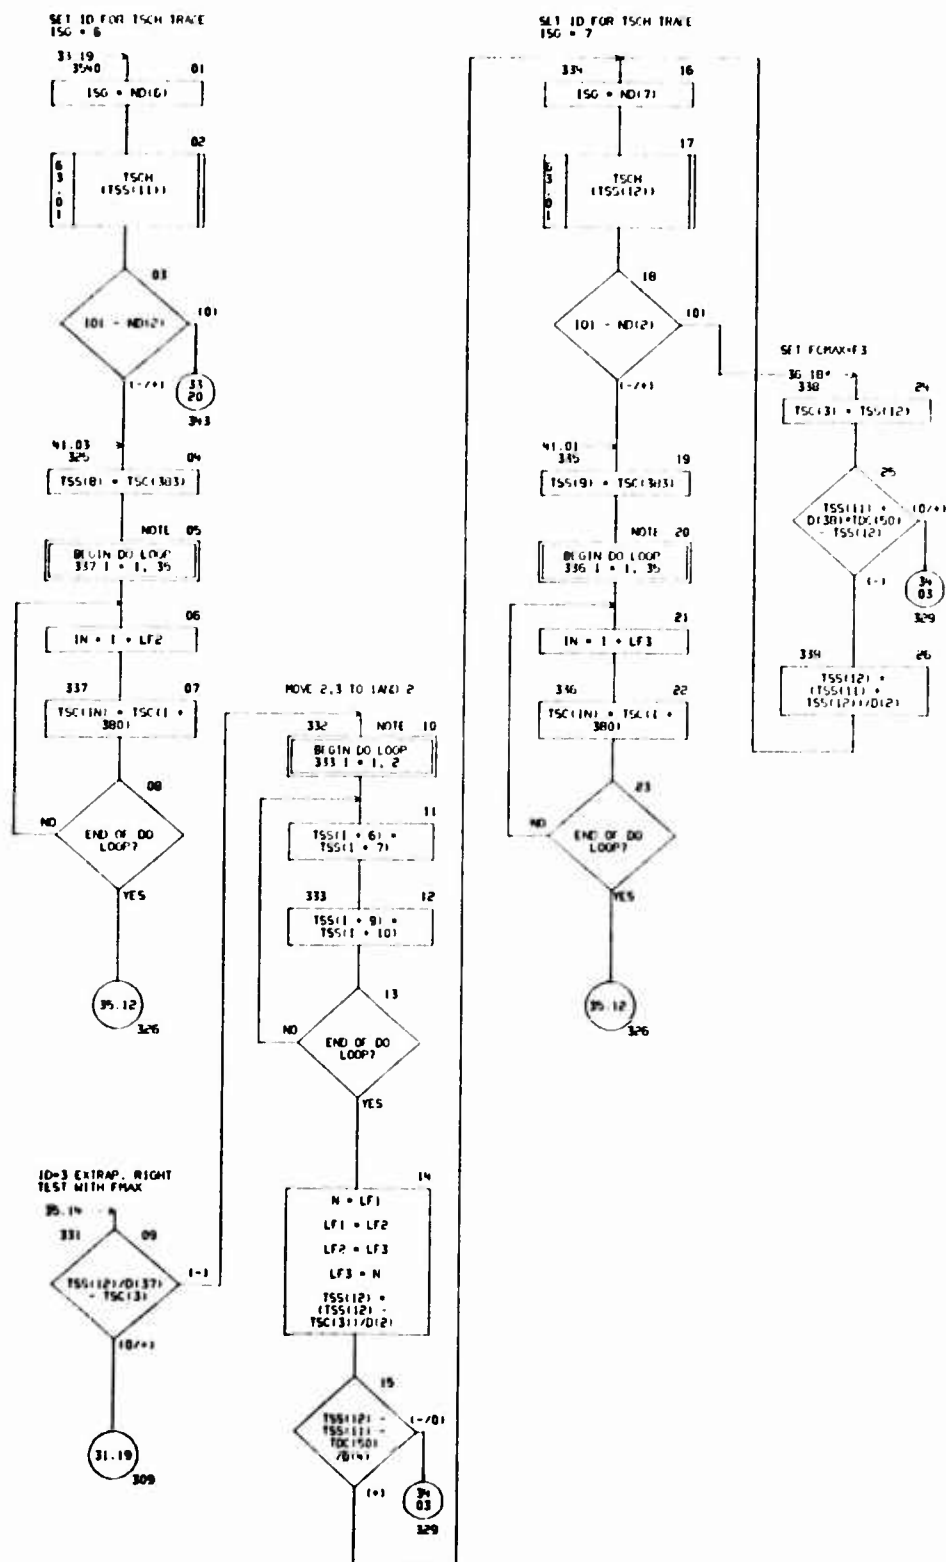 SET ID FOR TSCH TRACE
ISG = 6
33.19
3540
01
ISG = ND(6)
02
63.01
TSCH
(TSS(11))
03
IQ1 - ND(2)
(0)
(-/+)
33
20
343
41.03
325
04
TSS(8) = TSC(383)
NOTE 05
BEGIN DO LOOP
337 I = 1, 35
06
IN = I + LF2
337
07
TSC(IN) = TSC(I +
380)
08
NO
END OF DO
LOOP?
YES
35.12
326
ID=3 EXTRAP. RIGHT
TEST WITH FMAX
35.14
331
09
TSS(12)/D(37)
- TSC(3)
(-)
(0/+)
31.19
309
MOVE 2,3 TO 1AND 2
332
NOTE 10
BEGIN DO LOOP
333 I = 1, 2
11
TSS(I + 6) =
TSS(I + 7)
333
12
TSS(I + 9) =
TSS(I + 10)
13
NO
END OF DO
LOOP?
YES
14
N = LF1
LF1 = LF2
LF2 = LF3
LF3 = N
TSS(12) =
(TSS(12) -
TSC(3))/D(2)
15
TSS(12) -
TSS(11) -
TDC(50)
/D(4)
(-/0)
(+)
34
03
329
SET ID FOR TSCH TRACE
ISG = 7
334
16
ISG = ND(7)
17
63.01
TSCH
(TSS(12))
18
IQ1 - ND(2)
(0)
(-/+)
41.01
335
19
TSS(9) = TSC(383)
NOTE 20
BEGIN DO LOOP
336 I = 1, 35
21
IN = I + LF3
336
22
TSC(IN) = TSC(I +
380)
23
NO
END OF DO
LOOP?
YES
35.12
326
SET FCMAX=F3
36.18*
338
24
TSC(3) = TSS(12)
25
TSS(11) +
D(38)*TDC(50)
- TSS(12)
(0/+)
(-)
34
03
329
339
26
TSS(12) =
(TSS(11) +
TSS(12))/D(2)